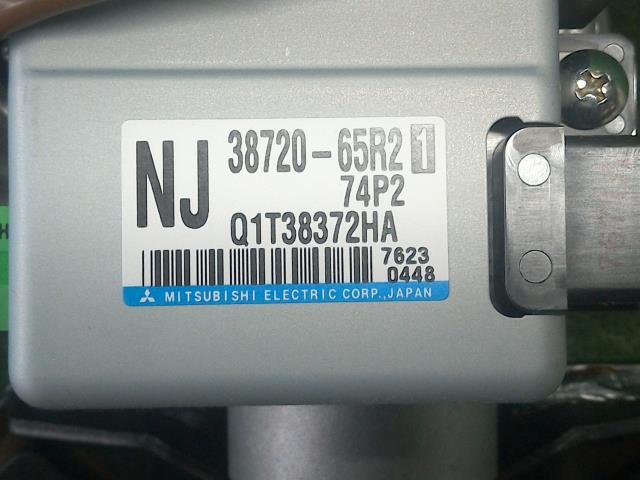 NJ 38720-65R2 1
74P2
Q1T38372HA
7623
0448
MITSUBISHI ELECTRIC CORP.,JAPAN